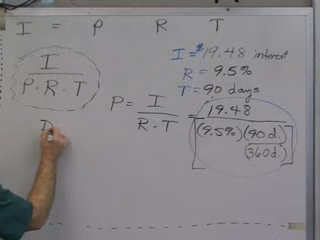 I = P R T
I
P · R · T
I = $19.48 interest
R = 9.5%
T = 90 days
P = I = 19.48
R · T [ (9.5%) (90 d.) ]
(360 d.)